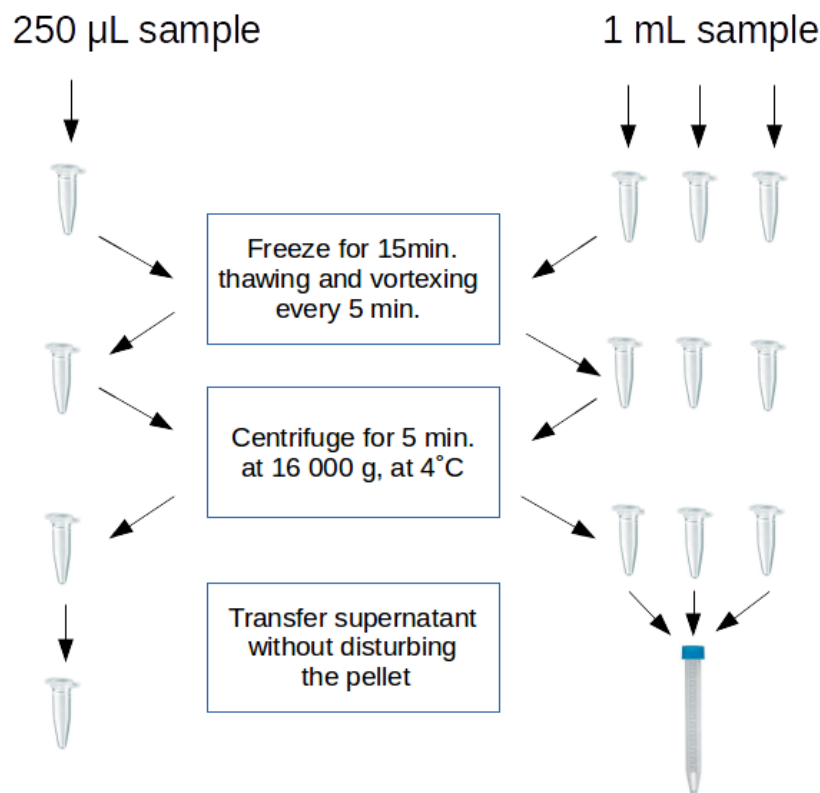 250 µL sample
1 mL sample
Freeze for 15min.
thawing and vortexing
every 5 min.
Centrifuge for 5 min.
at 16 000 g, at 4˚C
Transfer supernatant
without disturbing
the pellet